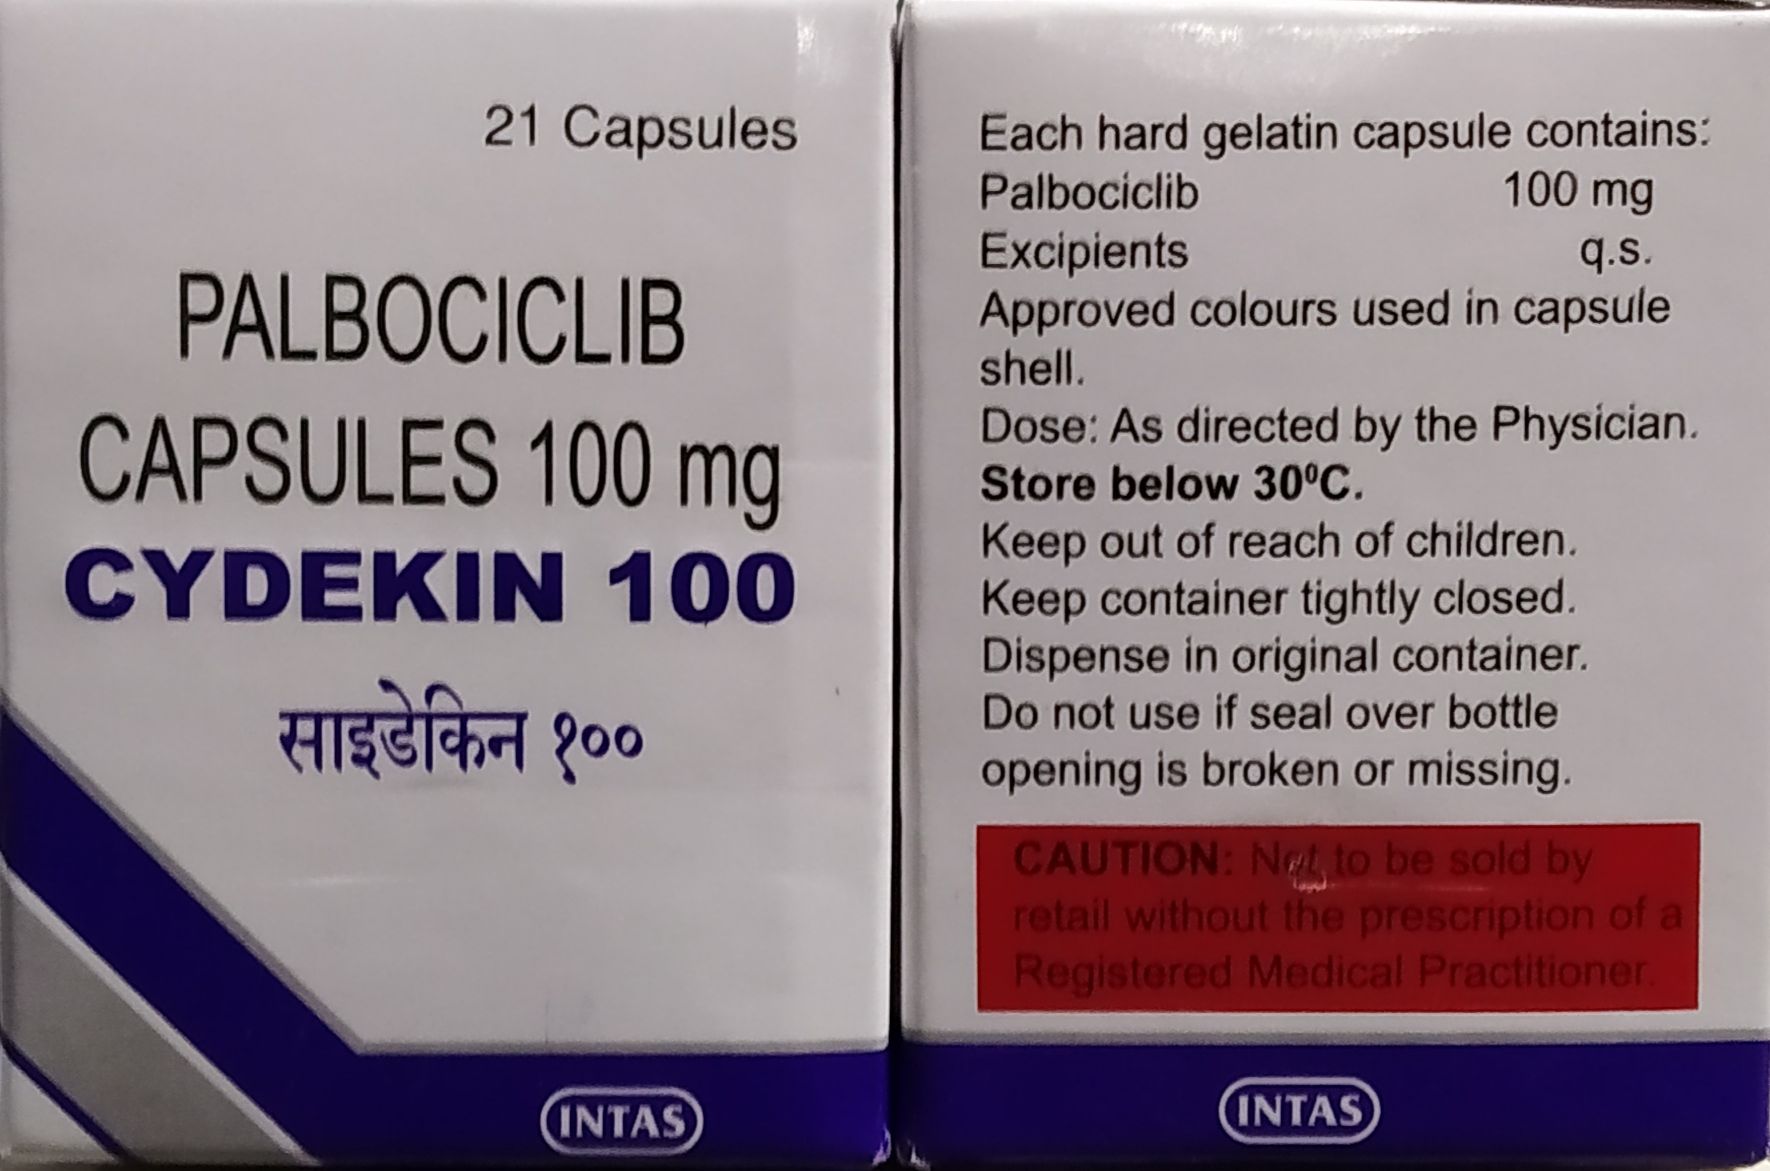 21 Capsules
PALBOCICLIB
CAPSULES 100 mg
CYDEKIN 100
साइडेकिन १००
INTAS
Each hard gelatin capsule contains:
Palbociclib 100 mg
Excipients q.s.
Approved colours used in capsule
shell.
Dose: As directed by the Physician.
Store below 30⁰C.
Keep out of reach of children.
Keep container tightly closed.
Dispense in original container.
Do not use if seal over bottle
opening is broken or missing.
CAUTION: Not to be sold by
retail without the prescription of a
Registered Medical Practitioner.
INTAS